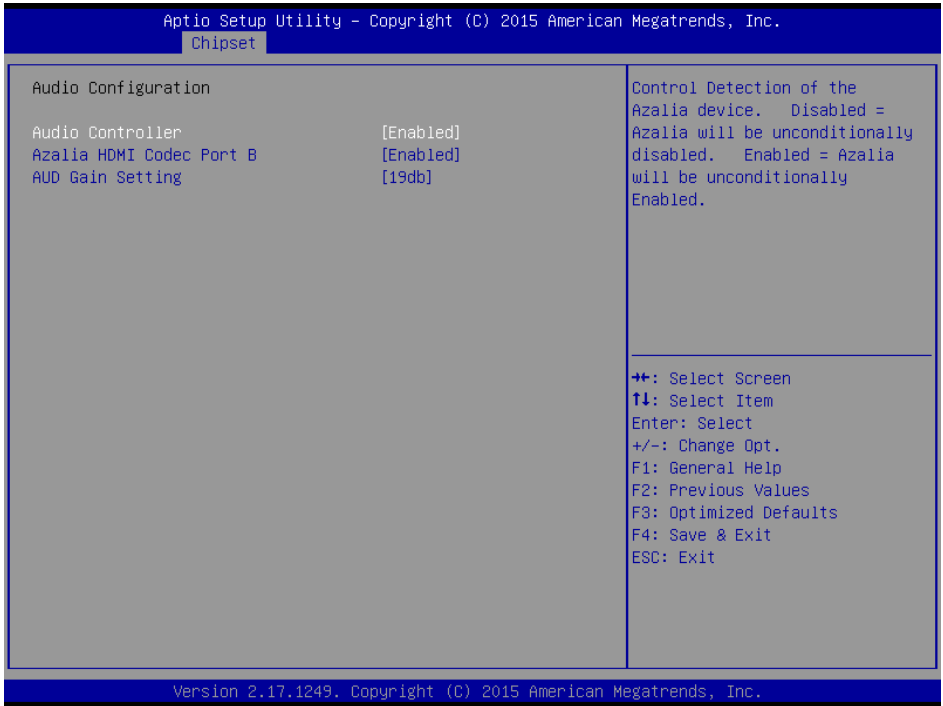 Aptio Setup Utility – Copyright (C) 2015 American Megatrends, Inc.
Chipset
Audio Configuration
Audio Controller [Enabled]
Azalia HDMI Codec Port B [Enabled]
AUD Gain Setting [19db]
Control Detection of the
Azalia device. Disabled =
Azalia will be unconditionally
disabled. Enabled = Azalia
will be unconditionally
Enabled.
→←: Select Screen
↑↓: Select Item
Enter: Select
+/-: Change Opt.
F1: General Help
F2: Previous Values
F3: Optimized Defaults
F4: Save & Exit
ESC: Exit
Version 2.17.1249. Copyright (C) 2015 American Megatrends, Inc.